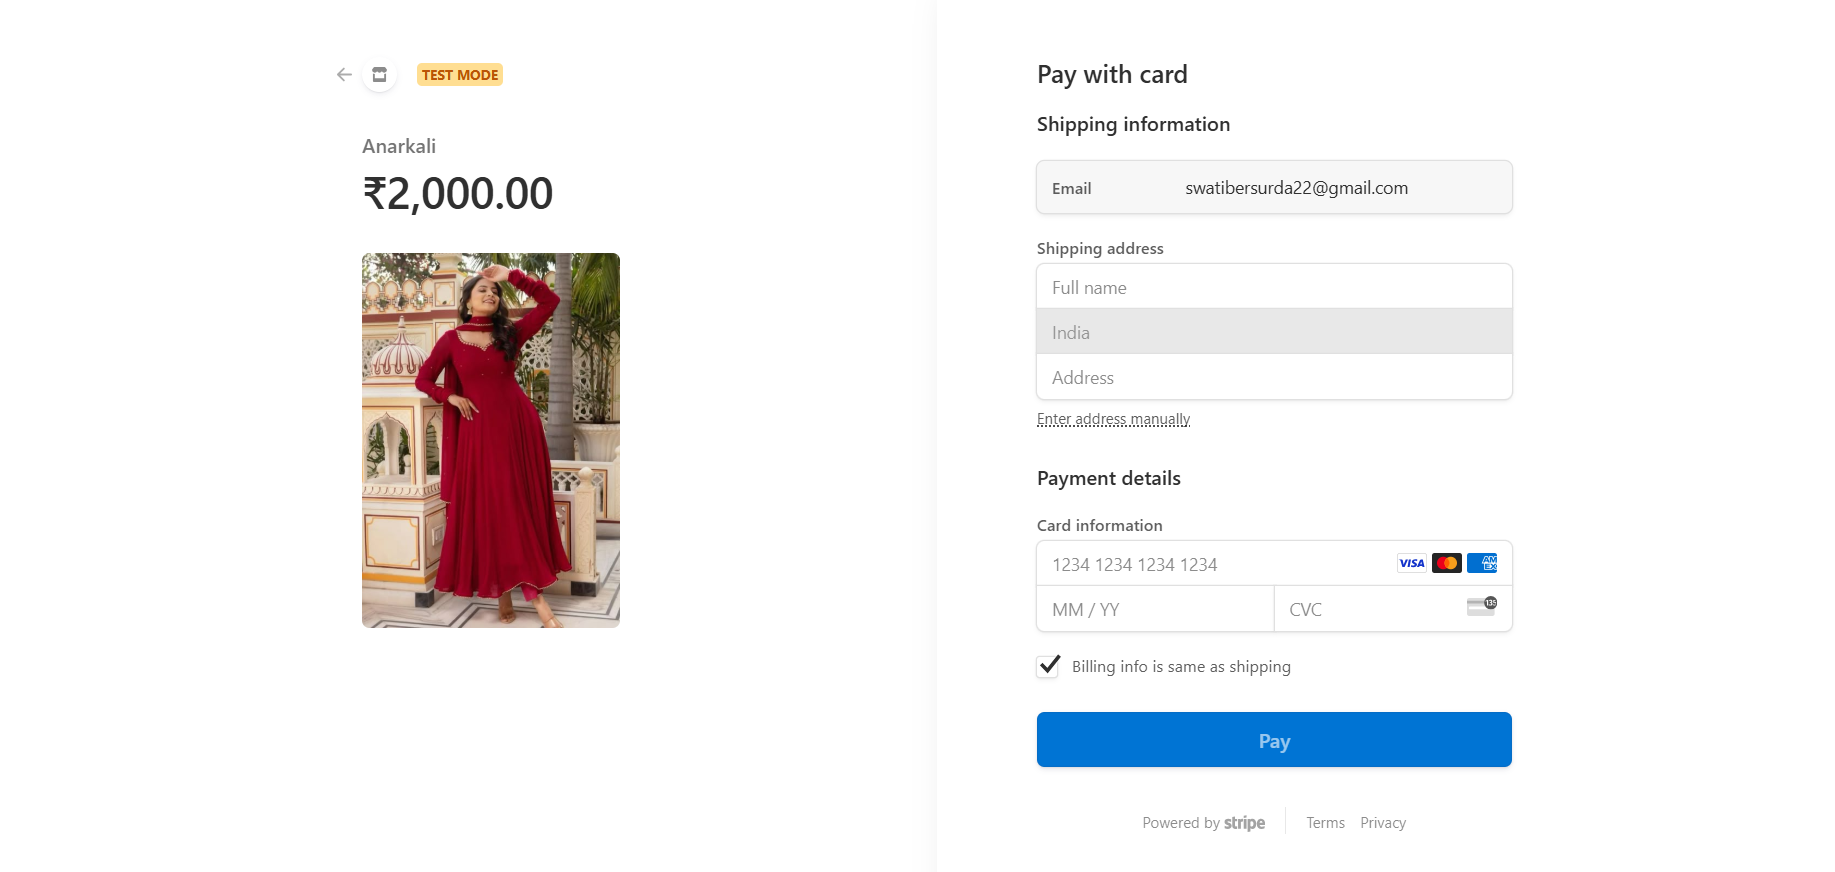 TEST MODE
Anarkali
₹2,000.00
Pay with card
Shipping information
Email swatibersurda22@gmail.com
Shipping address
Full name
India
Address
Enter address manually
Payment details
Card information
1234 1234 1234 1234 VISA AMEX
MM / YY CVC 135
Billing info is same as shipping
Pay
Powered by stripe Terms Privacy